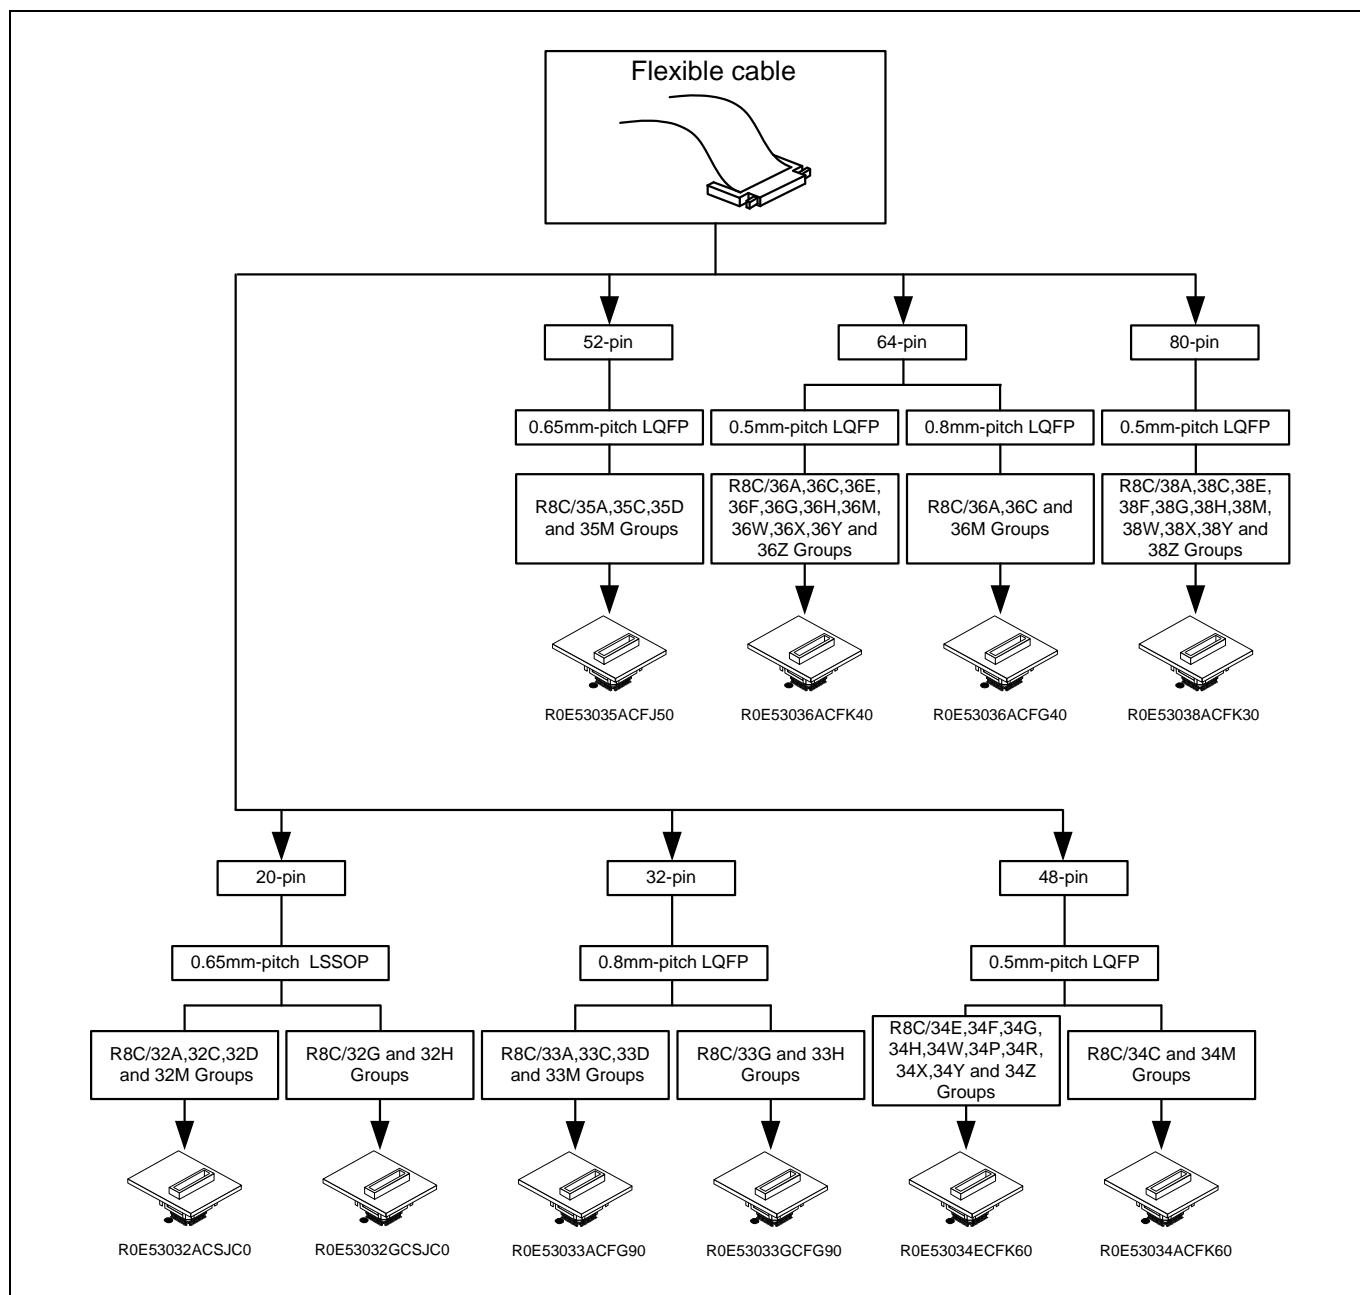 Flexible cable
52-pin
64-pin
80-pin
0.65mm-pitch LQFP
0.5mm-pitch LQFP
0.8mm-pitch LQFP
0.5mm-pitch LQFP
R8C/35A,35C,35D
and 35M Groups
R8C/36A,36C,36E,
36F,36G,36H,36M,
36W,36X,36Y and
36Z Groups
R8C/36A,36C and
36M Groups
R8C/38A,38C,38E,
38F,38G,38H,38M,
38W,38X,38Y and
38Z Groups
R0E53035ACFJ50
R0E53036ACFK40
R0E53036ACFG40
R0E53038ACFK30
20-pin
32-pin
48-pin
0.65mm-pitch LSSOP
0.8mm-pitch LQFP
0.5mm-pitch LQFP
R8C/32A,32C,32D
and 32M Groups
R8C/32G and 32H
Groups
R8C/33A,33C,33D
and 33M Groups
R8C/33G and 33H
Groups
R8C/34E,34F,34G,
34H,34W,34P,34R,
34X,34Y and 34Z
Groups
R8C/34C and 34M
Groups
R0E53032ACSJC0
R0E53032GCSJC0
R0E53033ACFG90
R0E53033GCFG90
R0E53034ECFK60
R0E53034ACFK60